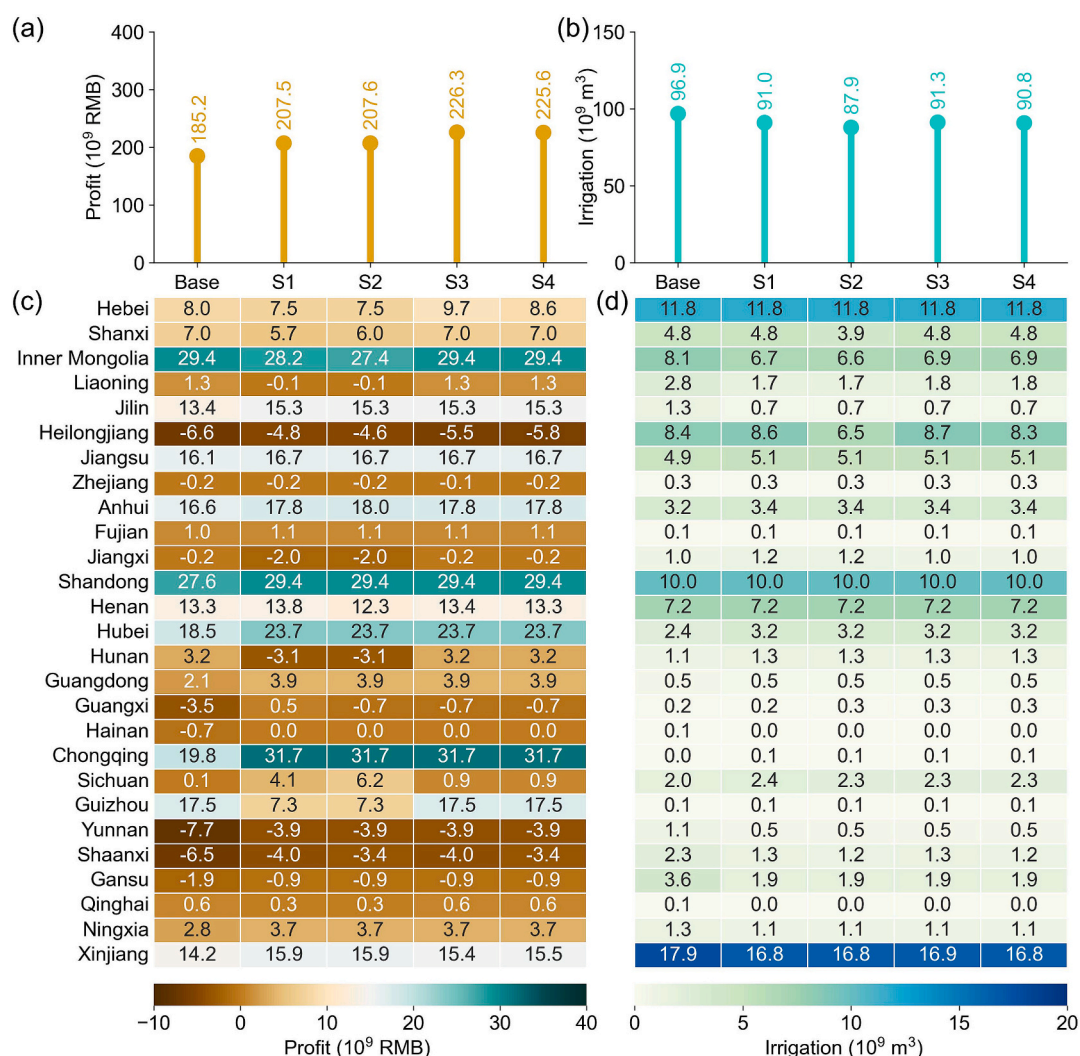 (a)
(b)
400
300
200
100
0
Profit (10⁹ RMB)
185.2
207.5
207.6
226.3
225.6
150
100
50
0
Irrigation (10⁹ m³)
96.9
91.0
87.9
91.3
90.8
Base S1 S2 S3 S4
Base S1 S2 S3 S4
(c)
(d)
Hebei 8.0 7.5 7.5 9.7 8.6 11.8 11.8 11.8 11.8 11.8
Shanxi 7.0 5.7 6.0 7.0 7.0 4.8 4.8 3.9 4.8 4.8
Inner Mongolia 29.4 28.2 27.4 29.4 29.4 8.1 6.7 6.6 6.9 6.9
Liaoning 1.3 -0.1 -0.1 1.3 1.3 2.8 1.7 1.7 1.8 1.8
Jilin 13.4 15.3 15.3 15.3 15.3 1.3 0.7 0.7 0.7 0.7
Heilongjiang -6.6 -4.8 -4.6 -5.5 -5.8 8.4 8.6 6.5 8.7 8.3
Jiangsu 16.1 16.7 16.7 16.7 16.7 4.9 5.1 5.1 5.1 5.1
Zhejiang -0.2 -0.2 -0.2 -0.1 -0.2 0.3 0.3 0.3 0.3 0.3
Anhui 16.6 17.8 18.0 17.8 17.8 3.2 3.4 3.4 3.4 3.4
Fujian 1.0 1.1 1.1 1.1 1.1 0.1 0.1 0.1 0.1 0.1
Jiangxi -0.2 -2.0 -2.0 -0.2 -0.2 1.0 1.2 1.2 1.0 1.0
Shandong 27.6 29.4 29.4 29.4 29.4 10.0 10.0 10.0 10.0 10.0
Henan 13.3 13.8 12.3 13.4 13.3 7.2 7.2 7.2 7.2 7.2
Hubei 18.5 23.7 23.7 23.7 23.7 2.4 3.2 3.2 3.2 3.2
Hunan 3.2 -3.1 -3.1 3.2 3.2 1.1 1.3 1.3 1.3 1.3
Guangdong 2.1 3.9 3.9 3.9 3.9 0.5 0.5 0.5 0.5 0.5
Guangxi -3.5 0.5 -0.7 -0.7 -0.7 0.2 0.2 0.3 0.3 0.3
Hainan -0.7 0.0 0.0 0.0 0.0 0.1 0.0 0.0 0.0 0.0
Chongqing 19.8 31.7 31.7 31.7 31.7 0.0 0.1 0.1 0.1 0.1
Sichuan 0.1 4.1 6.2 0.9 0.9 2.0 2.4 2.3 2.3 2.3
Guizhou 17.5 7.3 7.3 17.5 17.5 0.1 0.1 0.1 0.1 0.1
Yunnan -7.7 -3.9 -3.9 -3.9 -3.9 1.1 0.5 0.5 0.5 0.5
Shaanxi -6.5 -4.0 -3.4 -4.0 -3.4 2.3 1.3 1.2 1.3 1.2
Gansu -1.9 -0.9 -0.9 -0.9 -0.9 3.6 1.9 1.9 1.9 1.9
Qinghai 0.6 0.3 0.3 0.6 0.6 0.1 0.0 0.0 0.0 0.0
Ningxia 2.8 3.7 3.7 3.7 3.7 1.3 1.1 1.1 1.1 1.1
Xinjiang 14.2 15.9 15.9 15.4 15.5 17.9 16.8 16.8 16.9 16.8
−10 0 10 20 30 40
Profit (10⁹ RMB)
0 5 10 15 20
Irrigation (10⁹ m³)